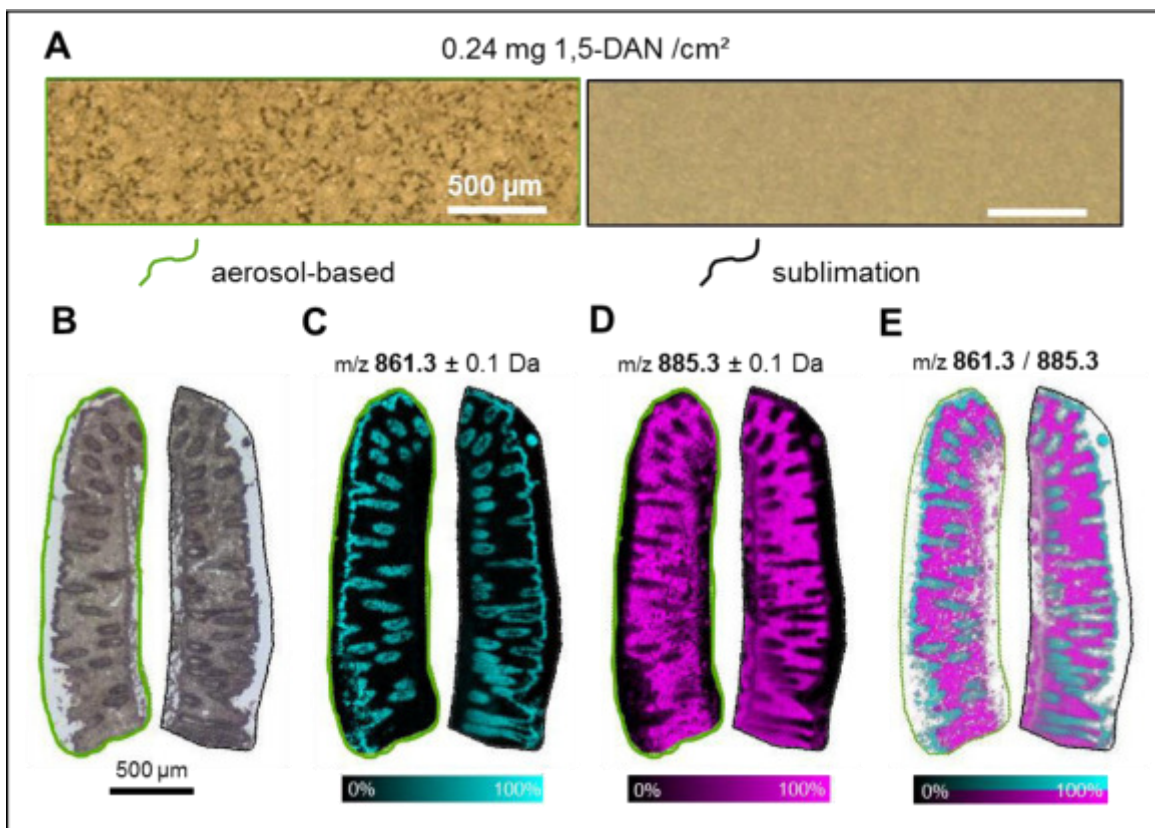 A
0.24 mg 1,5-DAN /cm²
500 µm
aerosol-based
sublimation
B
C
D
E
m/z 861.3 ± 0.1 Da
m/z 885.3 ± 0.1 Da
m/z 861.3 / 885.3
500 µm
0% 100%
0% 100%
0% 100%